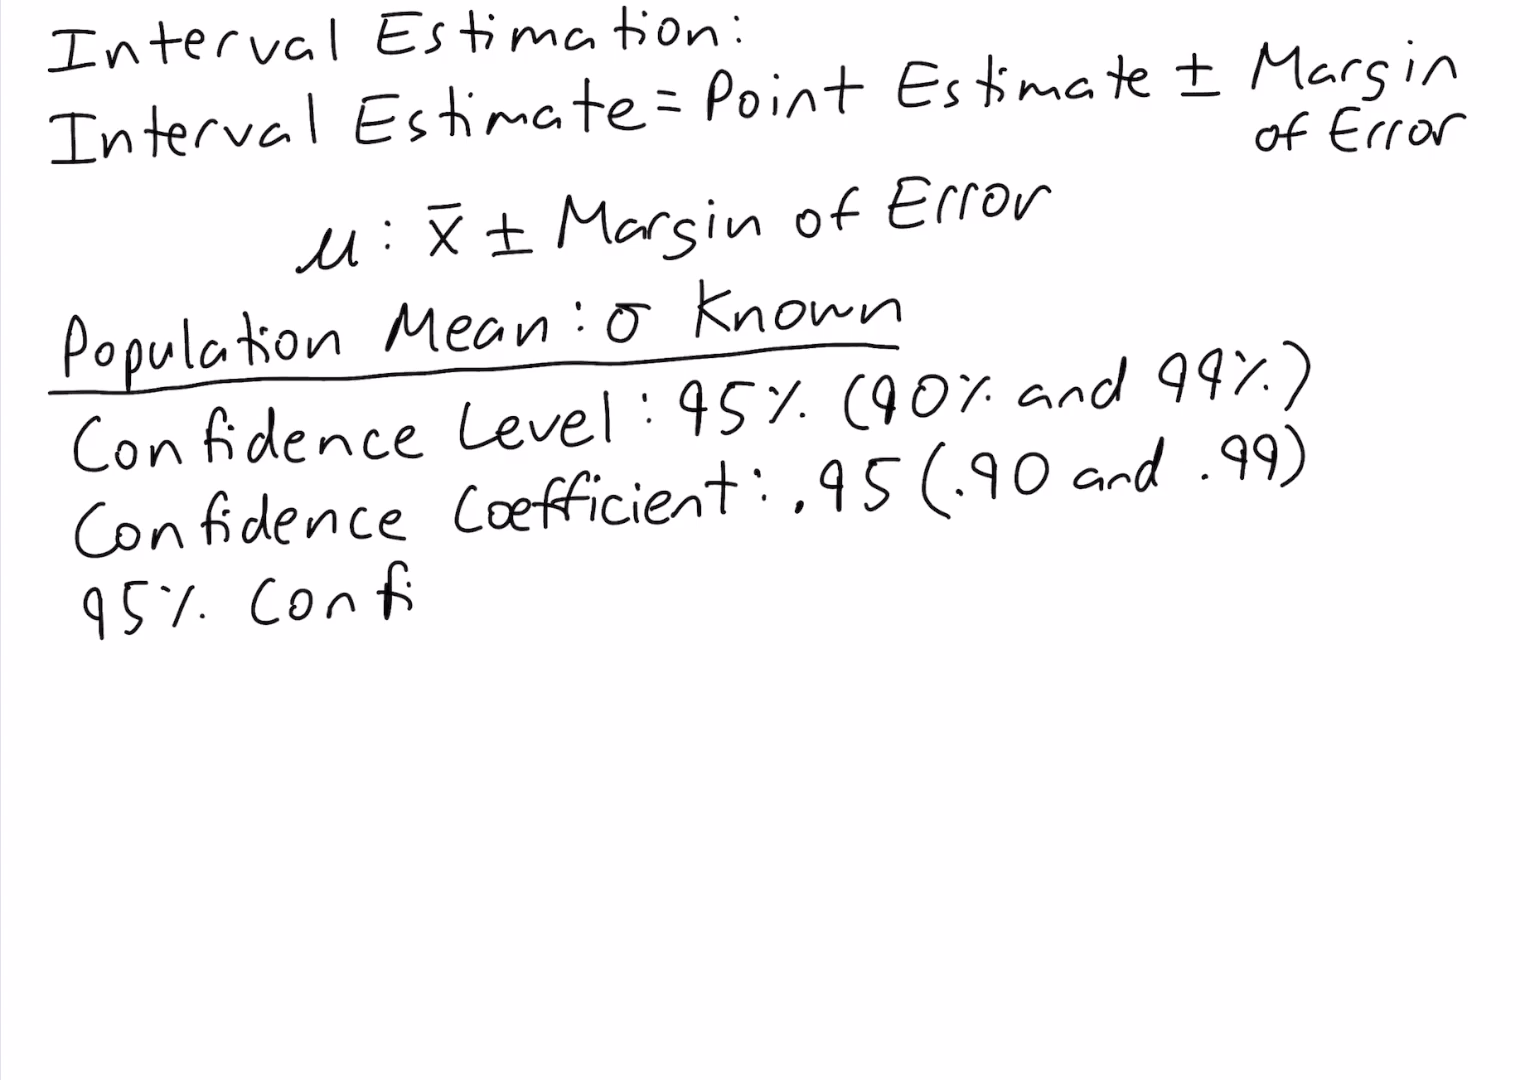 Interval Estimation:
Interval Estimate = Point Estimate ± Margin
of Error
μ : x̄ ± Margin of Error
Population Mean : σ Known
Confidence Level : 95% (90% and 99%)
Confidence Coefficient : .95 (.90 and .99)
95% Confi